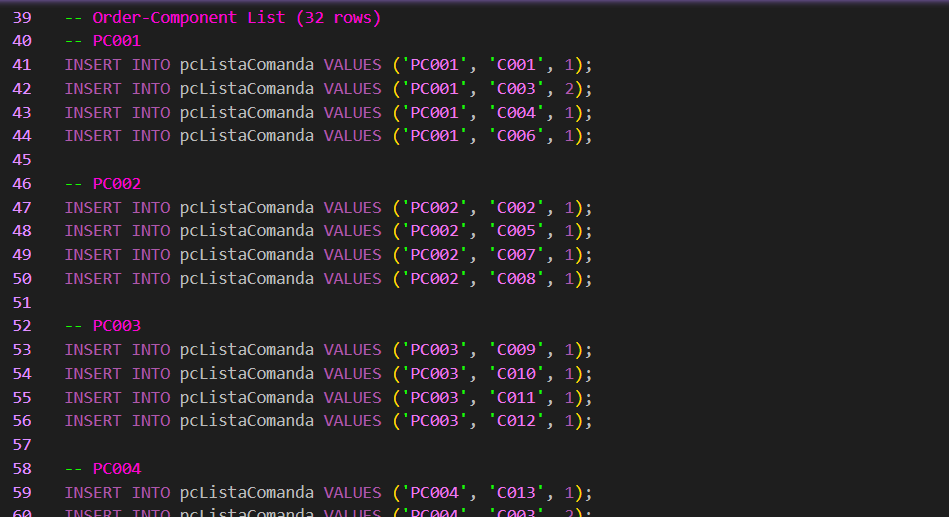 39 -- Order-Component List (32 rows)
40 -- PC001
41 INSERT INTO pcListaComanda VALUES ('PC001', 'C001', 1);
42 INSERT INTO pcListaComanda VALUES ('PC001', 'C003', 2);
43 INSERT INTO pcListaComanda VALUES ('PC001', 'C004', 1);
44 INSERT INTO pcListaComanda VALUES ('PC001', 'C006', 1);
45
46 -- PC002
47 INSERT INTO pcListaComanda VALUES ('PC002', 'C002', 1);
48 INSERT INTO pcListaComanda VALUES ('PC002', 'C005', 1);
49 INSERT INTO pcListaComanda VALUES ('PC002', 'C007', 1);
50 INSERT INTO pcListaComanda VALUES ('PC002', 'C008', 1);
51
52 -- PC003
53 INSERT INTO pcListaComanda VALUES ('PC003', 'C009', 1);
54 INSERT INTO pcListaComanda VALUES ('PC003', 'C010', 1);
55 INSERT INTO pcListaComanda VALUES ('PC003', 'C011', 1);
56 INSERT INTO pcListaComanda VALUES ('PC003', 'C012', 1);
57
58 -- PC004
59 INSERT INTO pcListaComanda VALUES ('PC004', 'C013', 1);
60 INSERT INTO pcListaComanda VALUES ('PC004', 'C003', 2);